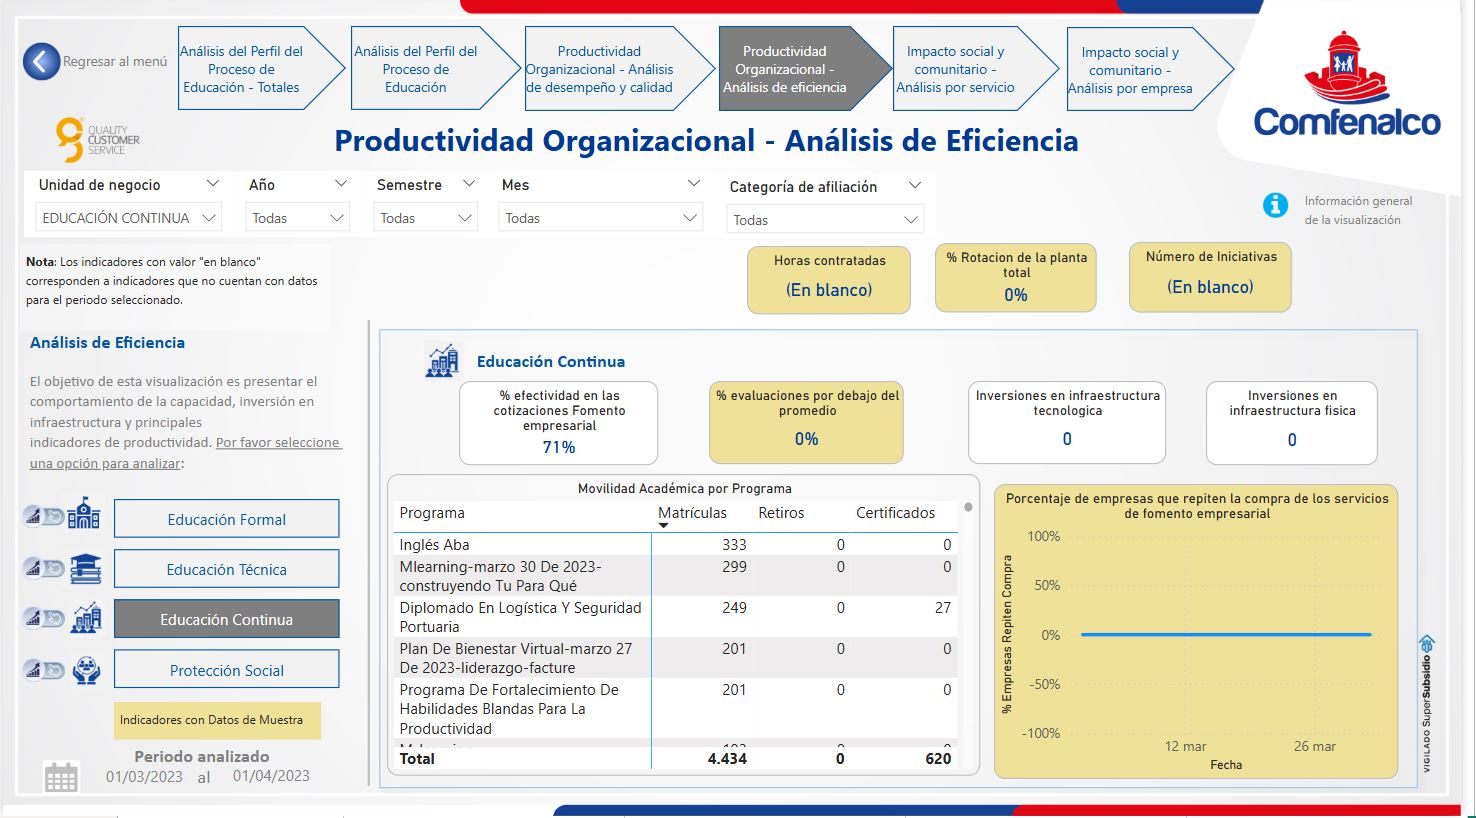 Regresar al menú
Análisis del Perfil del
Proceso de
Educación - Totales
Análisis del Perfil del
Proceso de
Educación
Productividad
Organizacional - Análisis
de desempeño y calidad
Productividad
Organizacional -
Análisis de eficiencia
Impacto social y
comunitario -
Análisis por servicio
Impacto social y
comunitario -
Análisis por empresa
Comfenalco
QUALITY
CUSTOMER
SERVICE
Productividad Organizacional - Análisis de Eficiencia
Unidad de negocio
EDUCACIÓN CONTINUA
Año
Todas
Semestre
Todas
Mes
Todas
Categoría de afiliación
Todas
Información general
de la visualización
Nota: Los indicadores con valor "en blanco"
corresponden a indicadores que no cuentan con datos
para el periodo seleccionado.
Horas contratadas
(En blanco)
% Rotacion de la planta
total
0%
Número de Iniciativas
(En blanco)
Análisis de Eficiencia
El objetivo de esta visualización es presentar el
comportamiento de la capacidad, inversión en
infraestructura y principales
indicadores de productividad. Por favor seleccione
una opción para analizar:
Educación Formal
Educación Técnica
Educación Continua
Protección Social
Indicadores con Datos de Muestra
Periodo analizado
01/03/2023 al 01/04/2023
Educación Continua
% efectividad en las
cotizaciones Fomento
empresarial
71%
% evaluaciones por debajo del
promedio
0%
Inversiones en infraestructura
tecnologica
0
Inversiones en
infraestructura fisica
0
Movilidad Académica por Programa
Programa Matrículas Retiros Certificados
Inglés Aba 333 0 0
Mlearning-marzo 30 De 2023- 299 0 0
construyendo Tu Para Qué
Diplomado En Logística Y Seguridad 249 0 27
Portuaria
Plan De Bienestar Virtual-marzo 27 201 0 0
De 2023-liderazgo-facture
Programa De Fortalecimiento De 201 0 0
Habilidades Blandas Para La
Productividad
Total 4.434 0 620
Porcentaje de empresas que repiten la compra de los servicios
de fomento empresarial
% Empresas Repiten Compra
100%
50%
0%
-50%
-100%
12 mar 26 mar
Fecha
VIGILADO SuperSubsidio